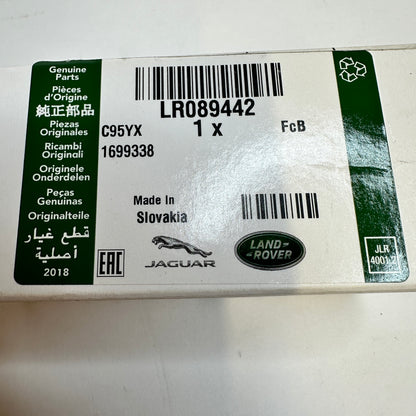 Genuine
Parts
Pièces
d'Origine
純正部品
Piezas
Originales
Ricambi
Originali
Originele
Onderdelen
Peças
Genuinas
Originalteile
قطع غيار
أصلية
2018
LR089442
C95YX
1 x
FcB
1699338
Made In
Slovakia
EAC
JAGUAR
LAND-
-ROVER
JLR
4001.2